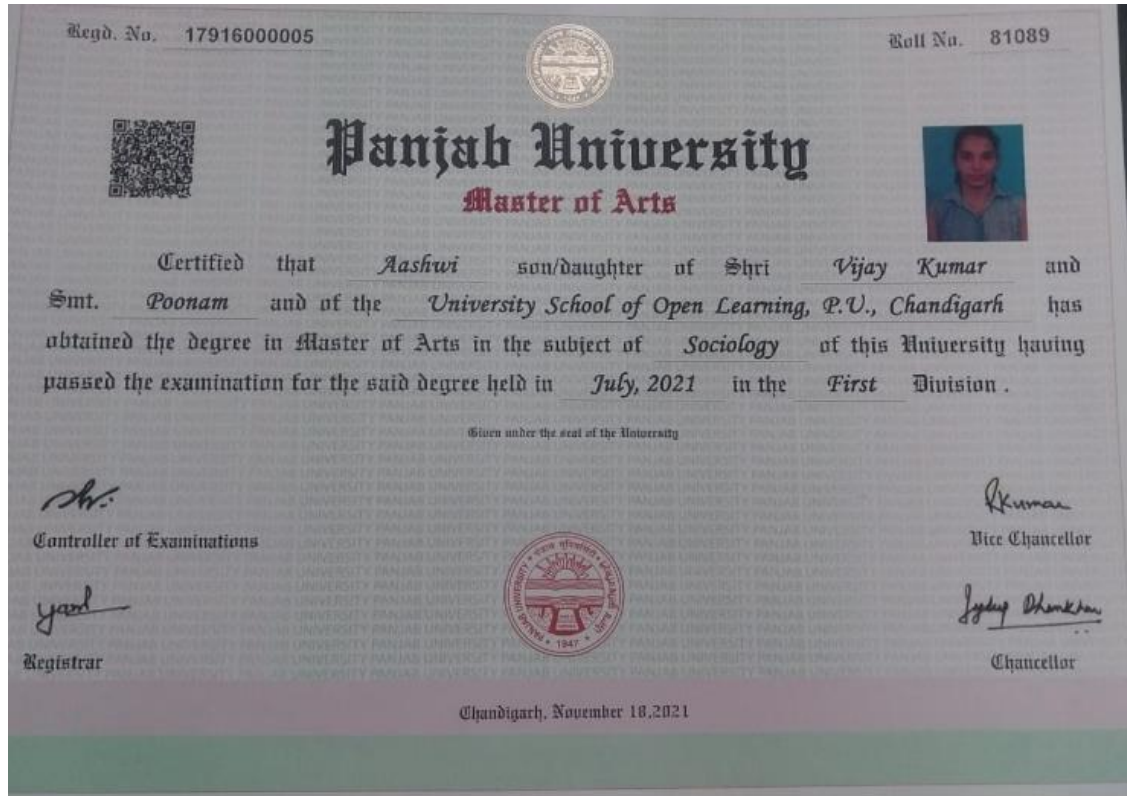 Regd. No. 17916000005
Roll No. 81089
Panjab University
Master of Arts
Certified that Aashwi son/daughter of Shri Vijay Kumar and
Smt. Poonam and of the University School of Open Learning, P.U., Chandigarh has
obtained the degree in Master of Arts in the subject of Sociology of this University having
passed the examination for the said degree held in July, 2021 in the First Division .
Given under the seal of the University
RKumar
Controller of Examinations
Vice Chancellor
PANJAB UNIVERSITY
1947
Registrar
Chancellor
Chandigarh, November 18,2021